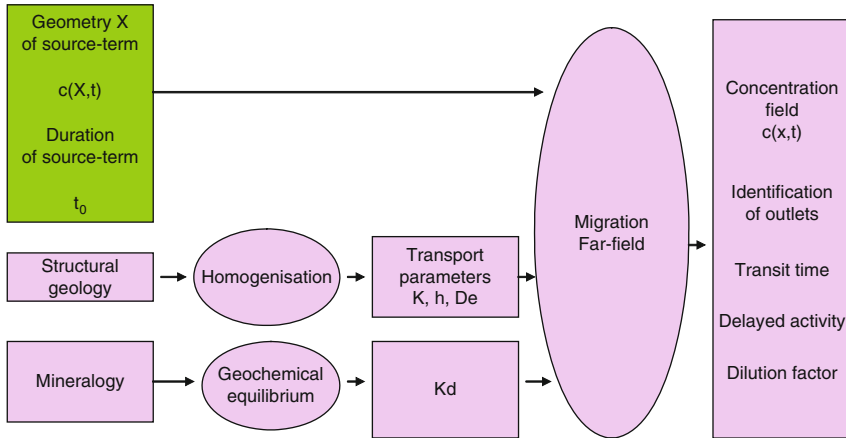 Geometry X
of source-term
c(X,t)
Duration
of source-term
t₀
Structural
geology
Homogenisation
Transport
parameters
K, h, De
Mineralogy
Geochemical
equilibrium
Kd
Migration
Far-field
Concentration
field
c(x,t)
Identification
of outlets
Transit time
Delayed activity
Dilution factor